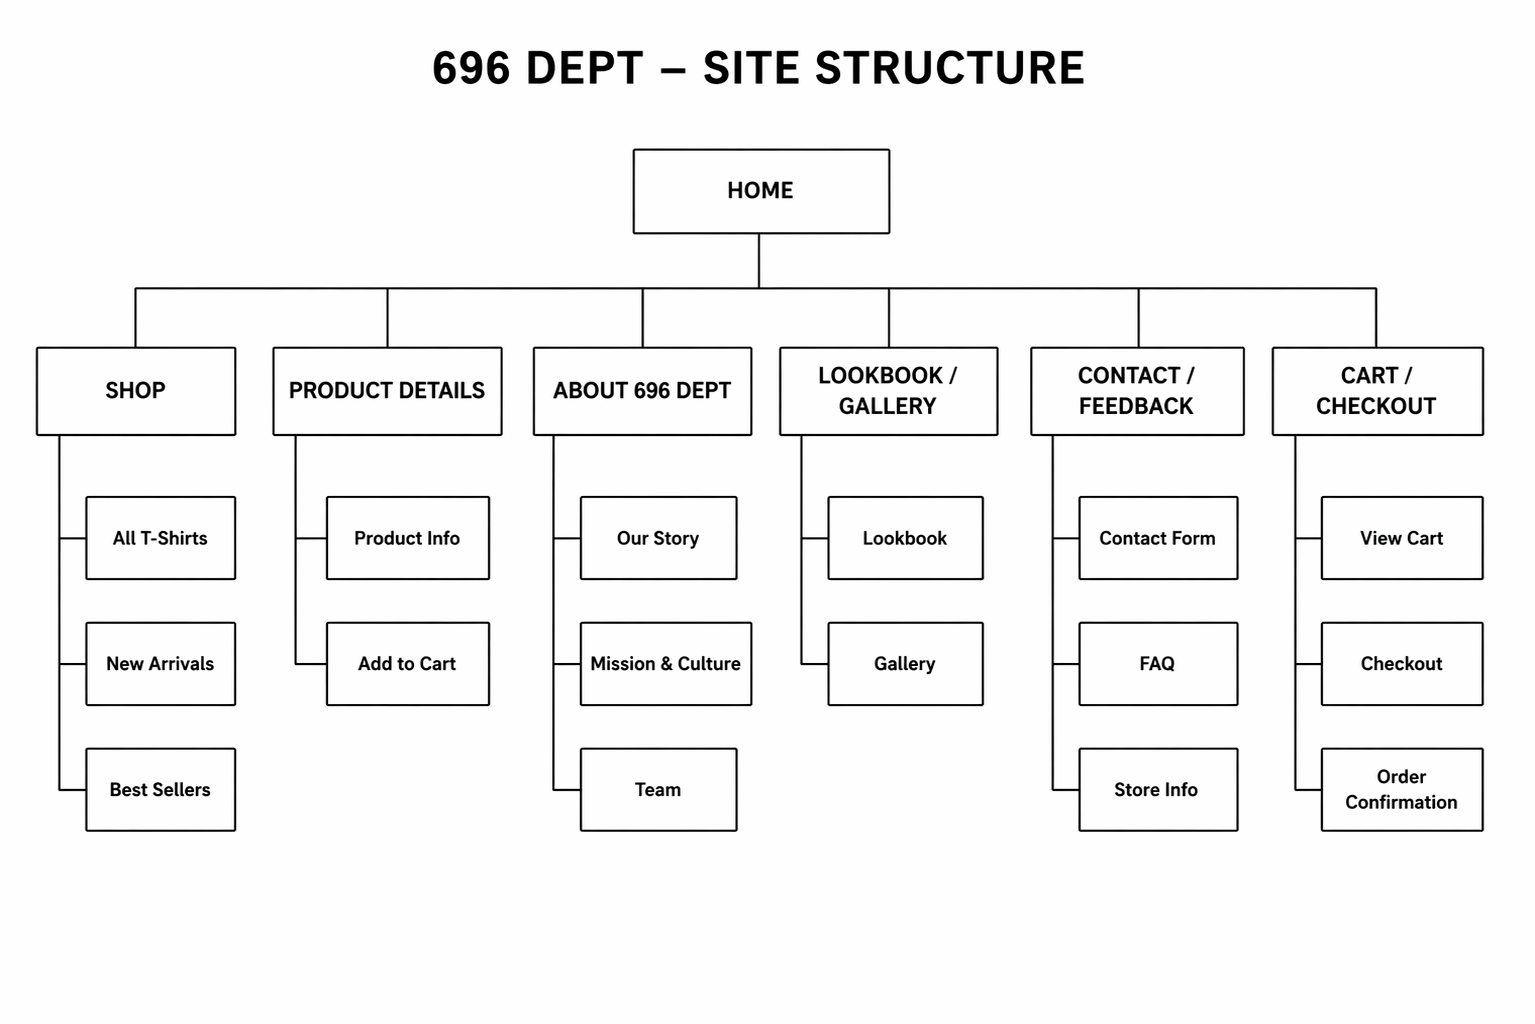 696 DEPT – SITE STRUCTURE
HOME
SHOP
PRODUCT DETAILS
ABOUT 696 DEPT
LOOKBOOK /
GALLERY
CONTACT /
FEEDBACK
CART /
CHECKOUT
All T-Shirts
New Arrivals
Best Sellers
Product Info
Add to Cart
Our Story
Mission & Culture
Team
Lookbook
Gallery
Contact Form
FAQ
Store Info
View Cart
Checkout
Order
Confirmation